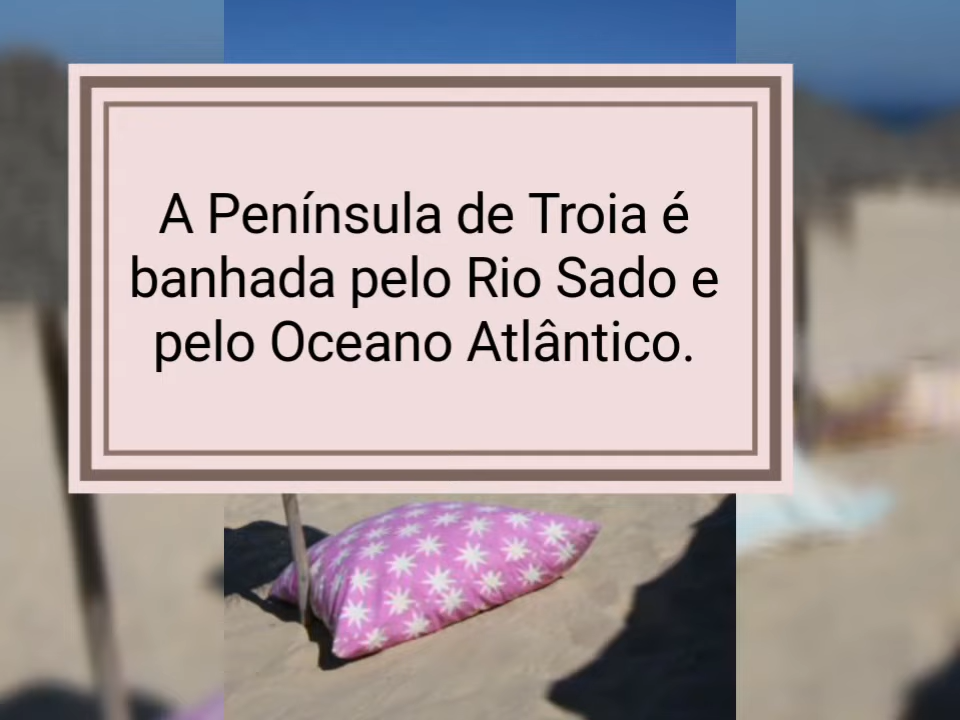 A Península de Troia é
banhada pelo Rio Sado e
pelo Oceano Atlântico.